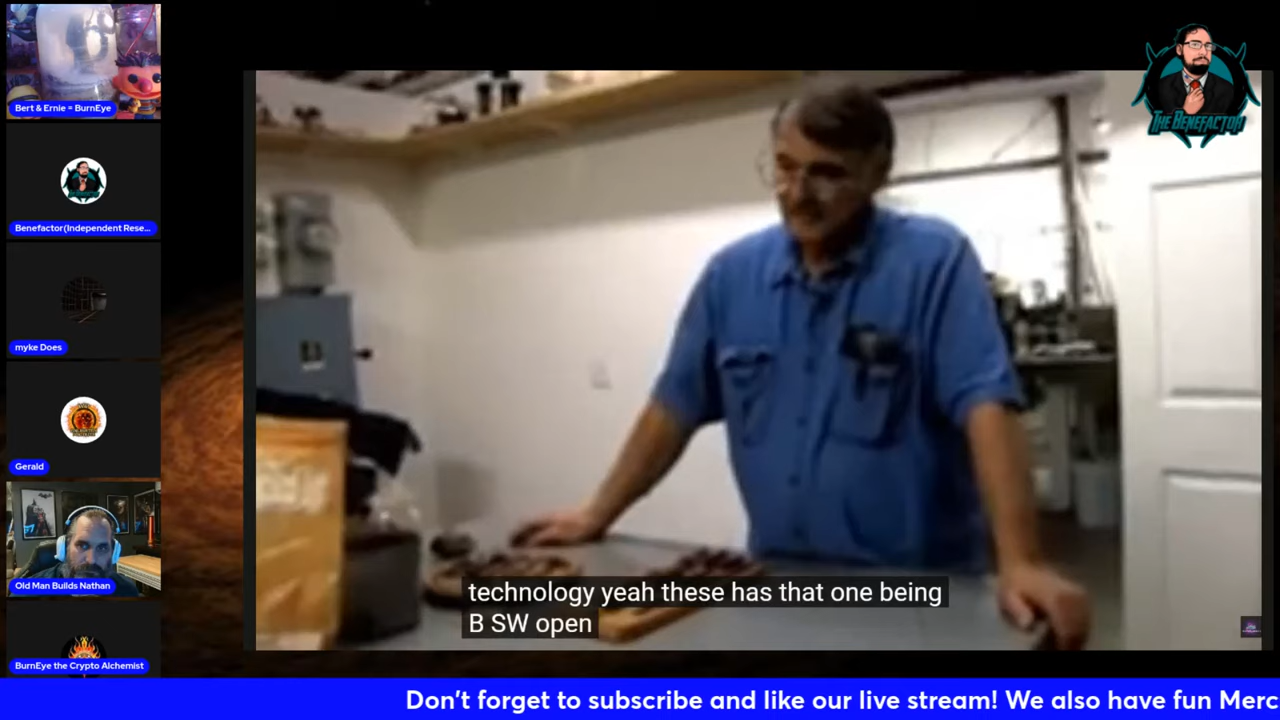 Bert & Ernie = BurnEye
Benefactor(Independent Rese...
myke Does
Gerald
Old Man Builds Nathan
BurnEye the Crypto Alchemist
THE BENEFACTOR
technology yeah these has that one being
B SW open
Don't forget to subscribe and like our live stream! We also have fun Merc